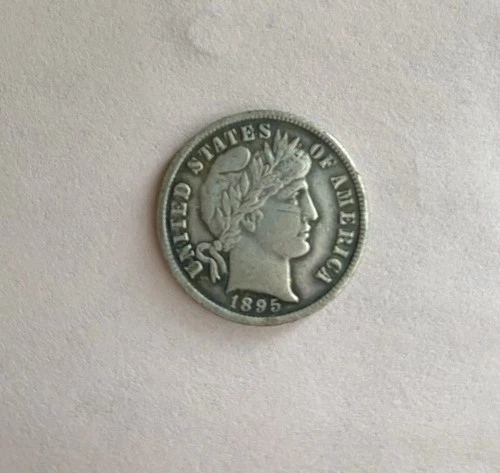 UNITED STATES OF AMERICA
1895